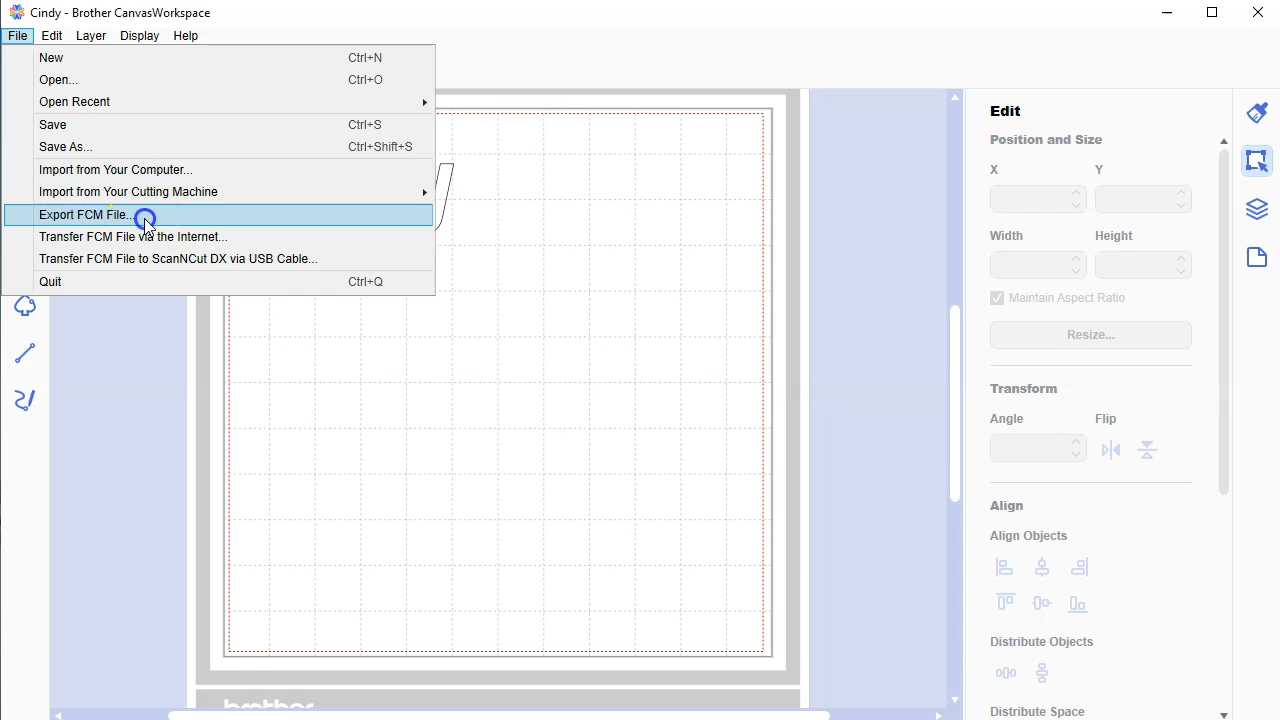 Cindy - Brother CanvasWorkspace
File Edit Layer Display Help
New Ctrl+N
Open... Ctrl+O
Open Recent
Save Ctrl+S
Save As... Ctrl+Shift+S
Import from Your Computer...
Import from Your Cutting Machine
Export FCM File...
Transfer FCM File via the Internet...
Transfer FCM File to ScanNCut DX via USB Cable...
Quit Ctrl+Q
y
brother
Edit
Position and Size
X Y
Width Height
Maintain Aspect Ratio
Resize...
Transform
Angle Flip
Align
Align Objects
Distribute Objects
Distribute Space